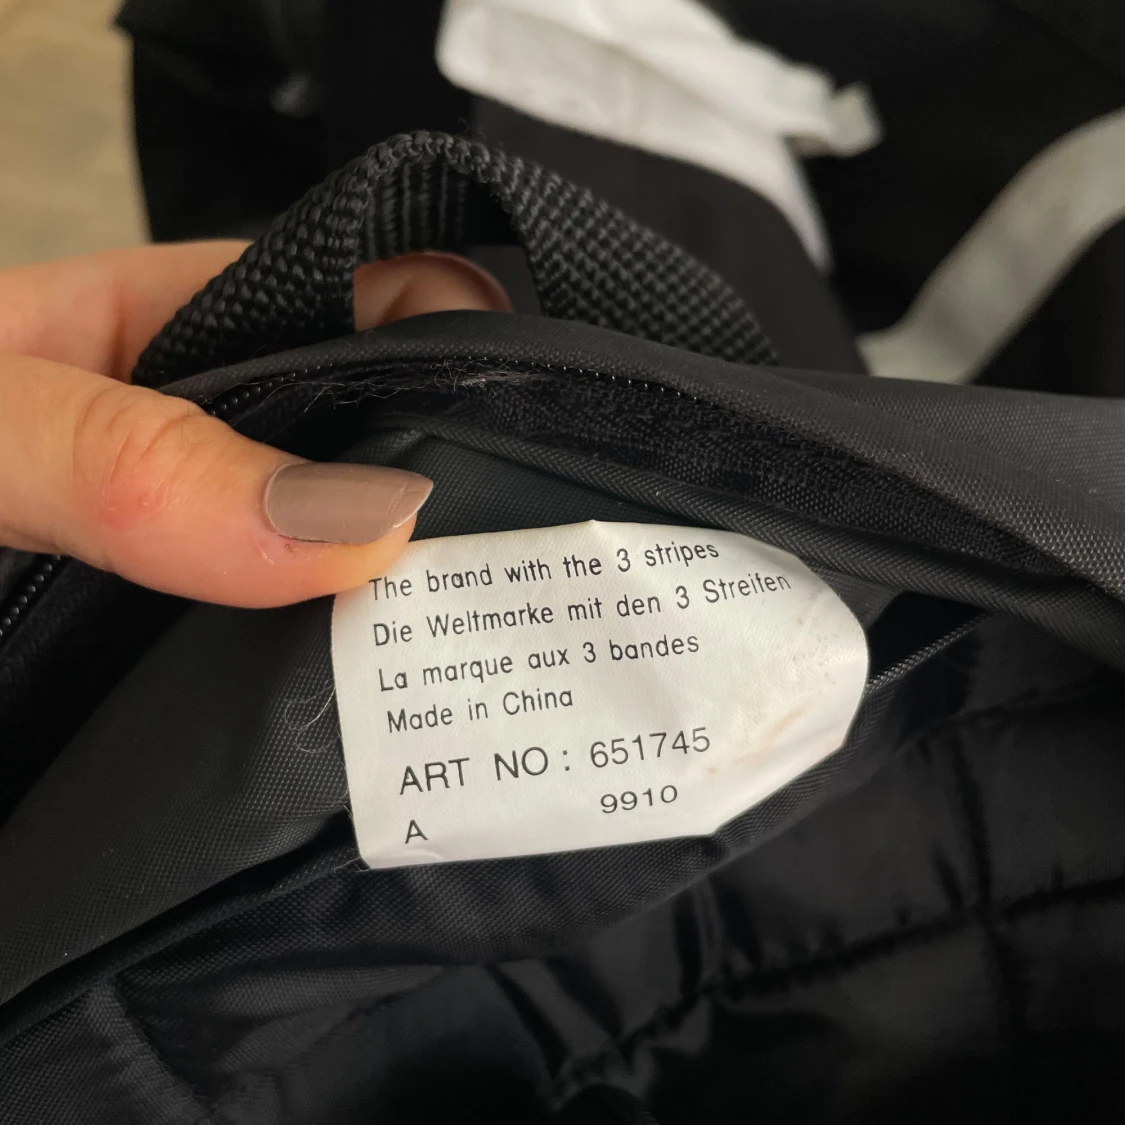 The brand with the 3 stripes
Die Weltmarke mit den 3 Streifen
La marque aux 3 bandes
Made in China
ART NO : 651745
9910
A